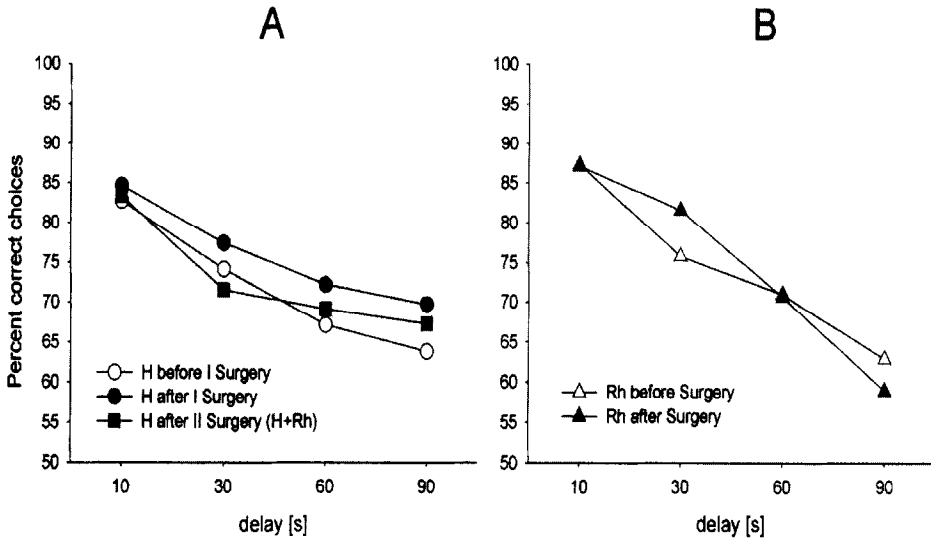 A
Percent correct choices
100
95
90
85
80
75
70
65
60
55
50
H before I Surgery
H after I Surgery
H after II Surgery (H+Rh)
10 30 60 90
delay [s]
B
100
95
90
85
80
75
70
65
60
55
50
Rh before Surgery
Rh after Surgery
10 30 60 90
delay [s]